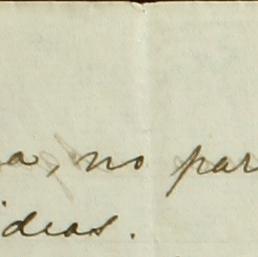 a, no par
ideas.